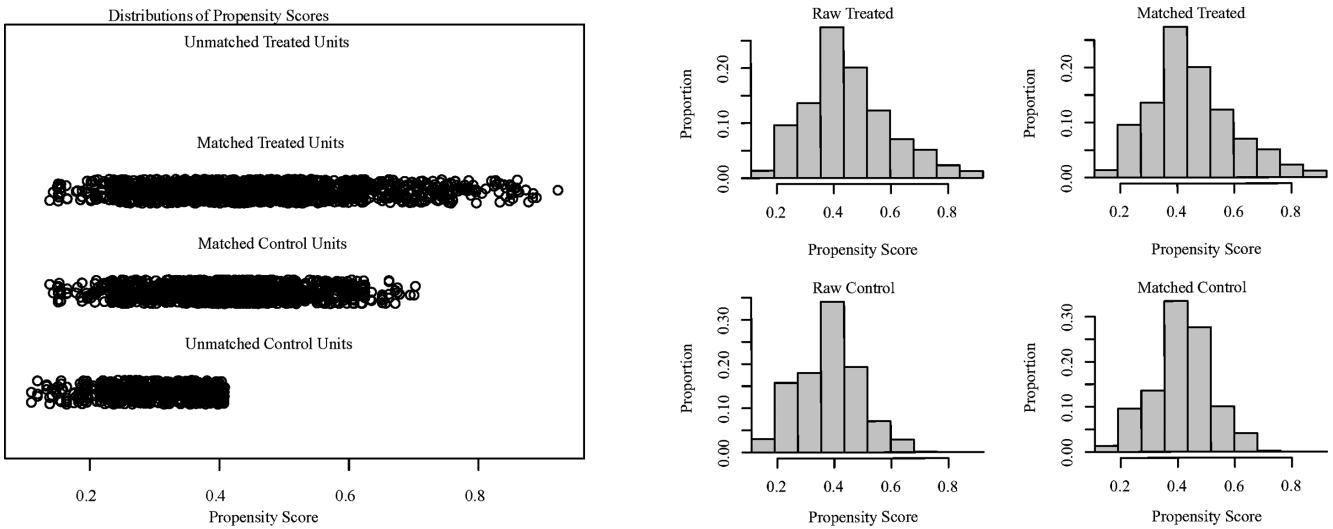 Distributions of Propensity Scores
Unmatched Treated Units
Matched Treated Units
Matched Control Units
Unmatched Control Units
0.2 0.4 0.6 0.8
Propensity Score
Raw Treated
Proportion
0.00 0.10 0.20
0.2 0.4 0.6 0.8
Propensity Score
Matched Treated
Proportion
0.00 0.10 0.20
0.2 0.4 0.6 0.8
Propensity Score
Raw Control
Proportion
0.00 0.10 0.20 0.30
0.2 0.4 0.6 0.8
Propensity Score
Matched Control
Proportion
0.00 0.10 0.20 0.30
0.2 0.4 0.6 0.8
Propensity Score